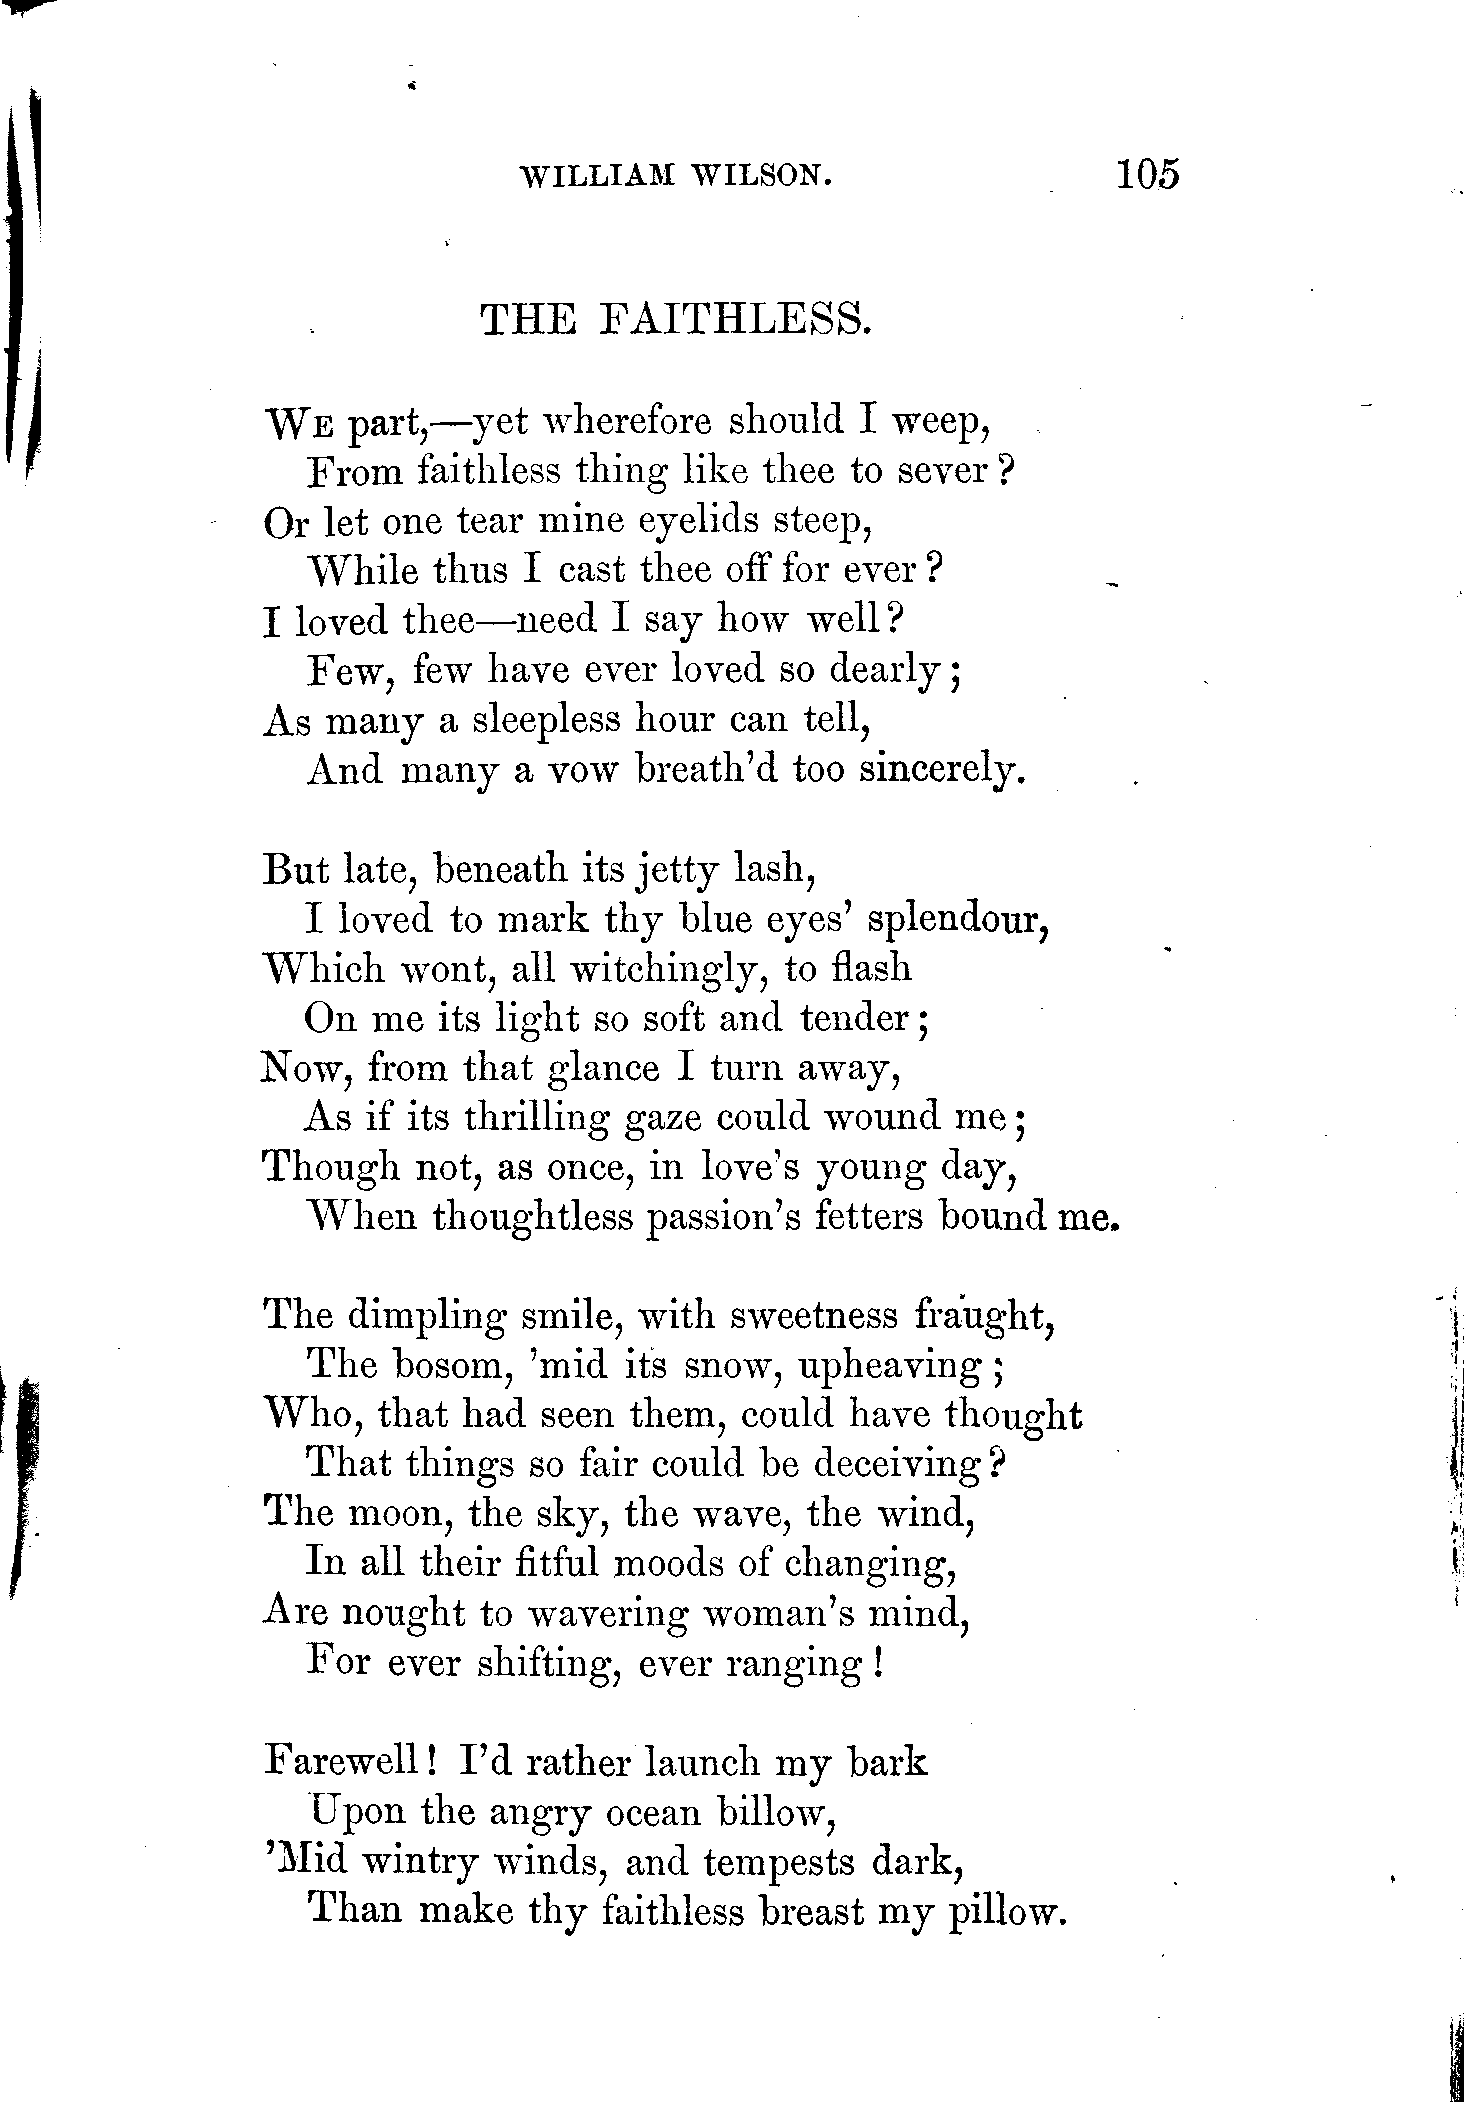 WILLIAM WILSON. 105
THE FAITHLESS.
WE part,—yet wherefore should I weep,
From faithless thing like thee to sever?
Or let one tear mine eyelids steep,
While thus I cast thee off for ever?
I loved thee—need I say how well?
Few, few have ever loved so dearly;
As many a sleepless hour can tell,
And many a vow breath'd too sincerely.
But late, beneath its jetty lash,
I loved to mark thy blue eyes' splendour,
Which wont, all witchingly, to flash
On me its light so soft and tender;
Now, from that glance I turn away,
As if its thrilling gaze could wound me;
Though not, as once, in love's young day,
When thoughtless passion's fetters bound me.
The dimpling smile, with sweetness fraught,
The bosom, 'mid its snow, upheaving;
Who, that had seen them, could have thought
That things so fair could be deceiving?
The moon, the sky, the wave, the wind,
In all their fitful moods of changing,
Are nought to wavering woman's mind,
For ever shifting, ever ranging!
Farewell! I'd rather launch my bark
Upon the angry ocean billow,
'Mid wintry winds, and tempests dark,
Than make thy faithless breast my pillow.